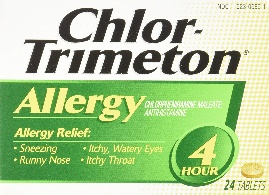 Chlor-
Trimeton®
Allergy
CHLORPHENIRAMINE MALEATE
ANTIHISTAMINE
Allergy Relief:
• Sneezing
• Itchy, Watery Eyes
• Runny Nose
• Itchy Throat
4
HOUR
24 TABLETS